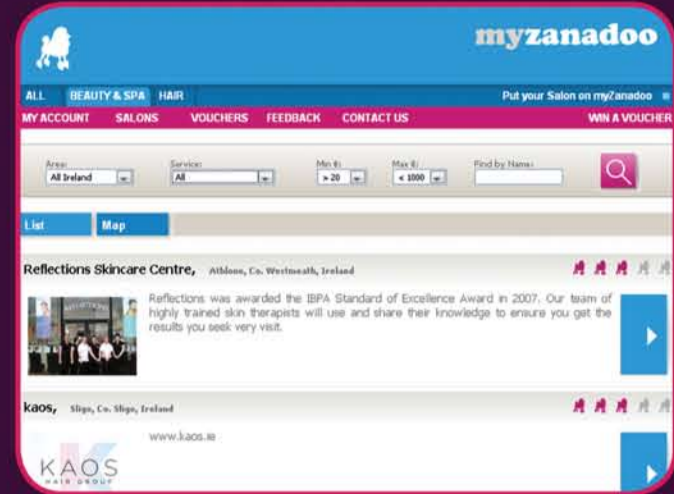 myzanadoo
ALL BEAUTY & SPA HAIR Put your Salon on myZanadoo
MY ACCOUNT SALONS VOUCHERS FEEDBACK CONTACT US WIN A VOUCHER
Area: Service: Min €: Max €: Find by Name:
All Ireland All > 20 < 1000
List Map
Reflections Skincare Centre, Athlone, Co. Westmeath, Ireland
REFLECTIONS
Reflections was awarded the IBPA Standard of Excellence Award in 2007. Our team of
highly trained skin therapists will use and share their knowledge to ensure you get the
results you seek very visit.
kaos, Sligo, Co. Sligo, Ireland
www.kaos.ie
KAOS
HAIR GROUP